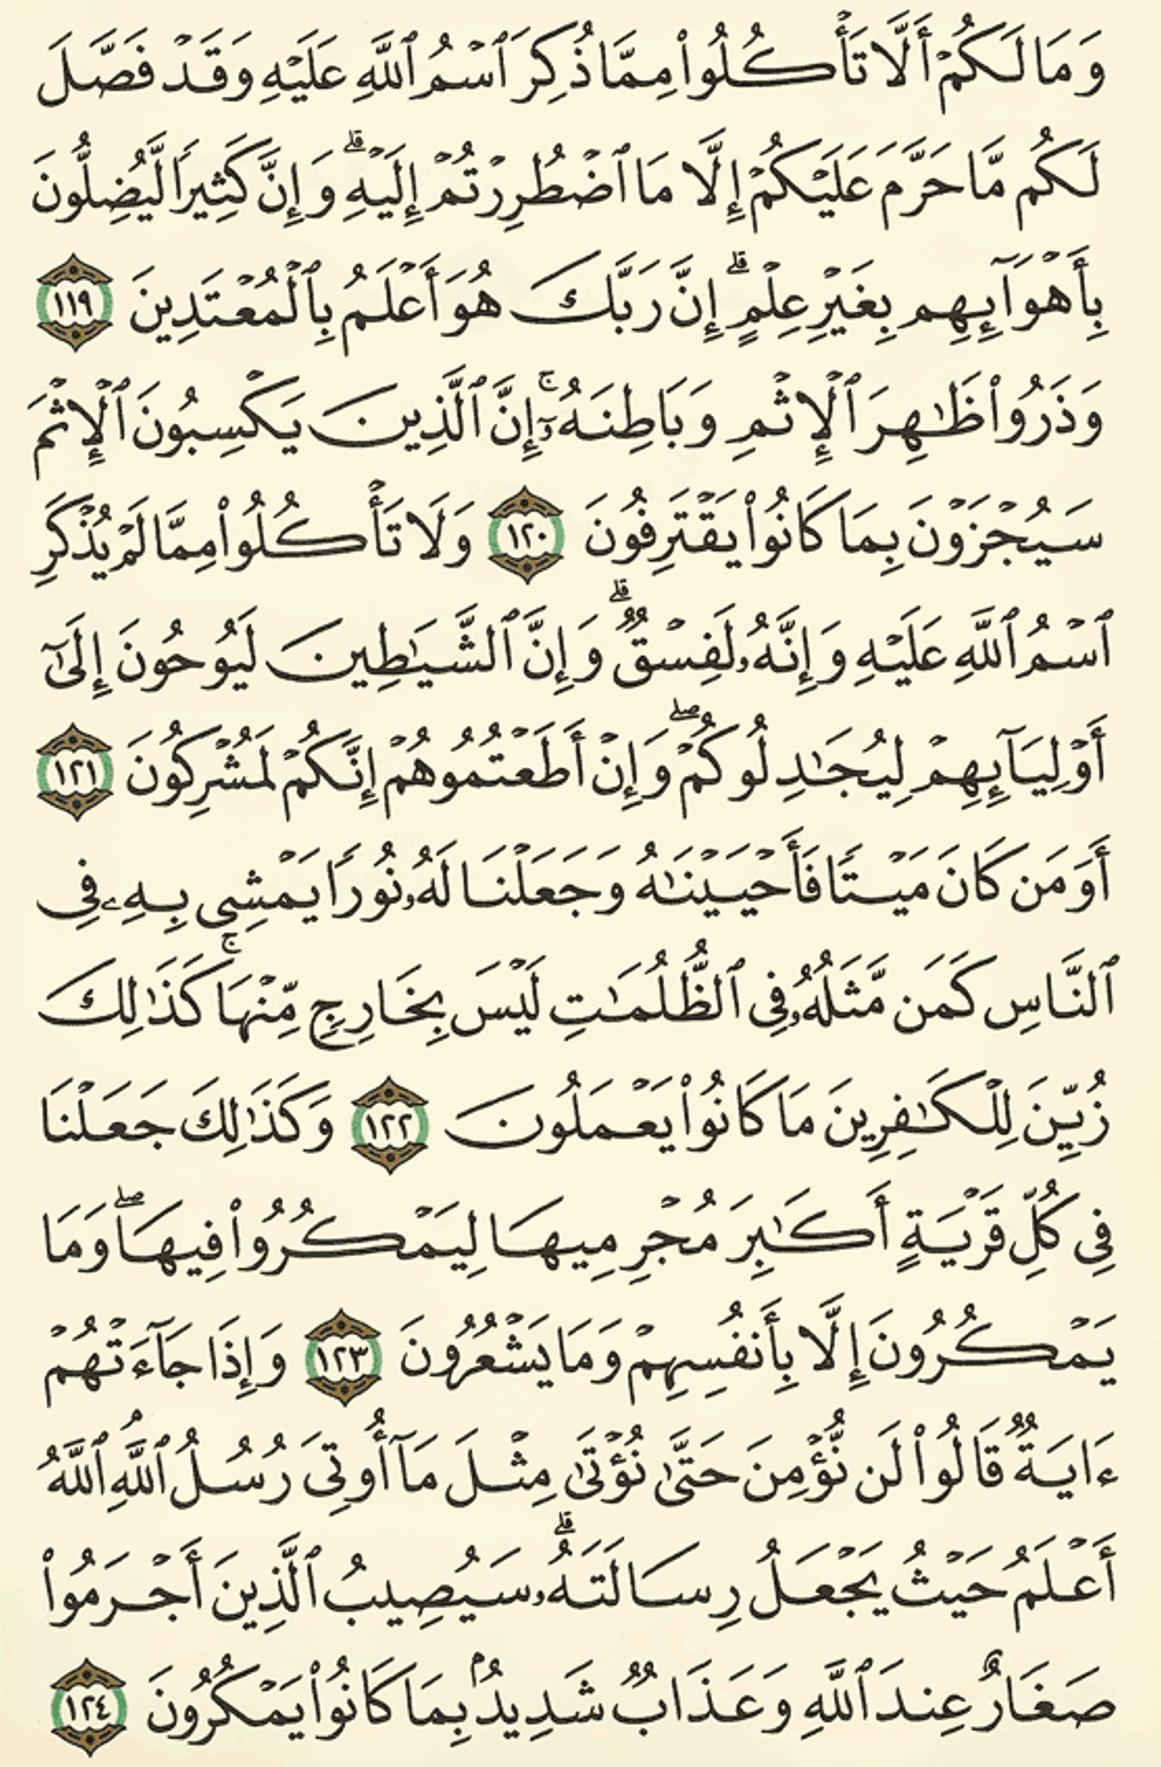 وَمَا لَكُمْ أَلَّا تَأْكُلُوا۟ مِمَّا ذُكِرَ ٱسْمُ ٱللَّهِ عَلَيْهِ وَقَدْ فَصَّلَ
لَكُم مَّا حَرَّمَ عَلَيْكُمْ إِلَّا مَا ٱضْطُرِرْتُمْ إِلَيْهِ ۗ وَإِنَّ كَثِيرًا لَّيُضِلُّونَ
بِأَهْوَآئِهِم بِغَيْرِ عِلْمٍ ۗ إِنَّ رَبَّكَ هُوَ أَعْلَمُ بِٱلْمُعْتَدِينَ ١١٩
وَذَرُوا۟ ظَٰهِرَ ٱلْإِثْمِ وَبَاطِنَهُۥٓ ۚ إِنَّ ٱلَّذِينَ يَكْسِبُونَ ٱلْإِثْمَ
سَيُجْزَوْنَ بِمَا كَانُوا۟ يَقْتَرِفُونَ ١٢٠ وَلَا تَأْكُلُوا۟ مِمَّا لَمْ يُذْكَرِ
ٱسْمُ ٱللَّهِ عَلَيْهِ وَإِنَّهُۥ لَفِسْقٌ ۗ وَإِنَّ ٱلشَّيَٰطِينَ لَيُوحُونَ إِلَىٰٓ
أَوْلِيَآئِهِمْ لِيُجَٰدِلُوكُمْ ۖ وَإِنْ أَطَعْتُمُوهُمْ إِنَّكُمْ لَمُشْرِكُونَ ١٢١
أَوَمَن كَانَ مَيْتًا فَأَحْيَيْنَٰهُ وَجَعَلْنَا لَهُۥ نُورًا يَمْشِى بِهِۦ فِى
ٱلنَّاسِ كَمَن مَّثَلُهُۥ فِى ٱلظُّلُمَٰتِ لَيْسَ بِخَارِجٍ مِّنْهَا ۚ كَذَٰلِكَ
زُيِّنَ لِلْكَٰفِرِينَ مَا كَانُوا۟ يَعْمَلُونَ ١٢٢ وَكَذَٰلِكَ جَعَلْنَا
فِى كُلِّ قَرْيَةٍ أَكَٰبِرَ مُجْرِمِيهَا لِيَمْكُرُوا۟ فِيهَا ۖ وَمَا
يَمْكُرُونَ إِلَّا بِأَنفُسِهِمْ وَمَا يَشْعُرُونَ ١٢٣ وَإِذَا جَآءَتْهُمْ
ءَايَةٌ قَالُوا۟ لَن نُّؤْمِنَ حَتَّىٰ نُؤْتَىٰ مِثْلَ مَآ أُوتِىَ رُسُلُ ٱللَّهِ ۘ ٱللَّهُ
أَعْلَمُ حَيْثُ يَجْعَلُ رِسَالَتَهُۥ ۗ سَيُصِيبُ ٱلَّذِينَ أَجْرَمُوا۟
صَغَارٌ عِندَ ٱللَّهِ وَعَذَابٌ شَدِيدٌۢ بِمَا كَانُوا۟ يَمْكُرُونَ ١٢٤